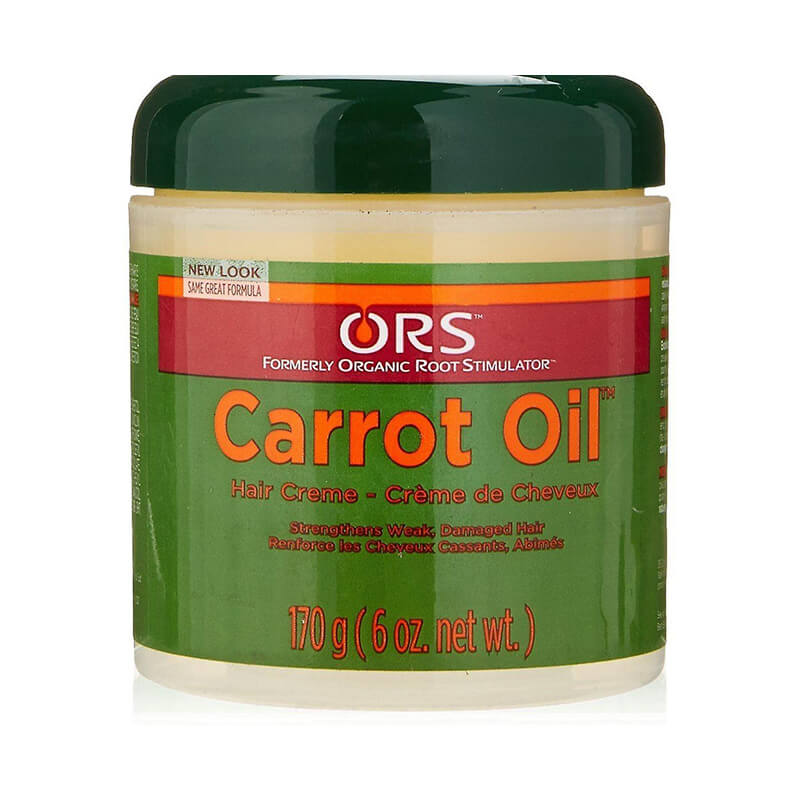 NEW LOOK
SAME GREAT FORMULA
ORS™
FORMERLY ORGANIC ROOT STIMULATOR™
Carrot Oil™
Hair Creme - Crème de Cheveux
Strengthens Weak, Damaged Hair
Renforce les Cheveux Cassants, Abimés
170 g ( 6 oz. net wt. )